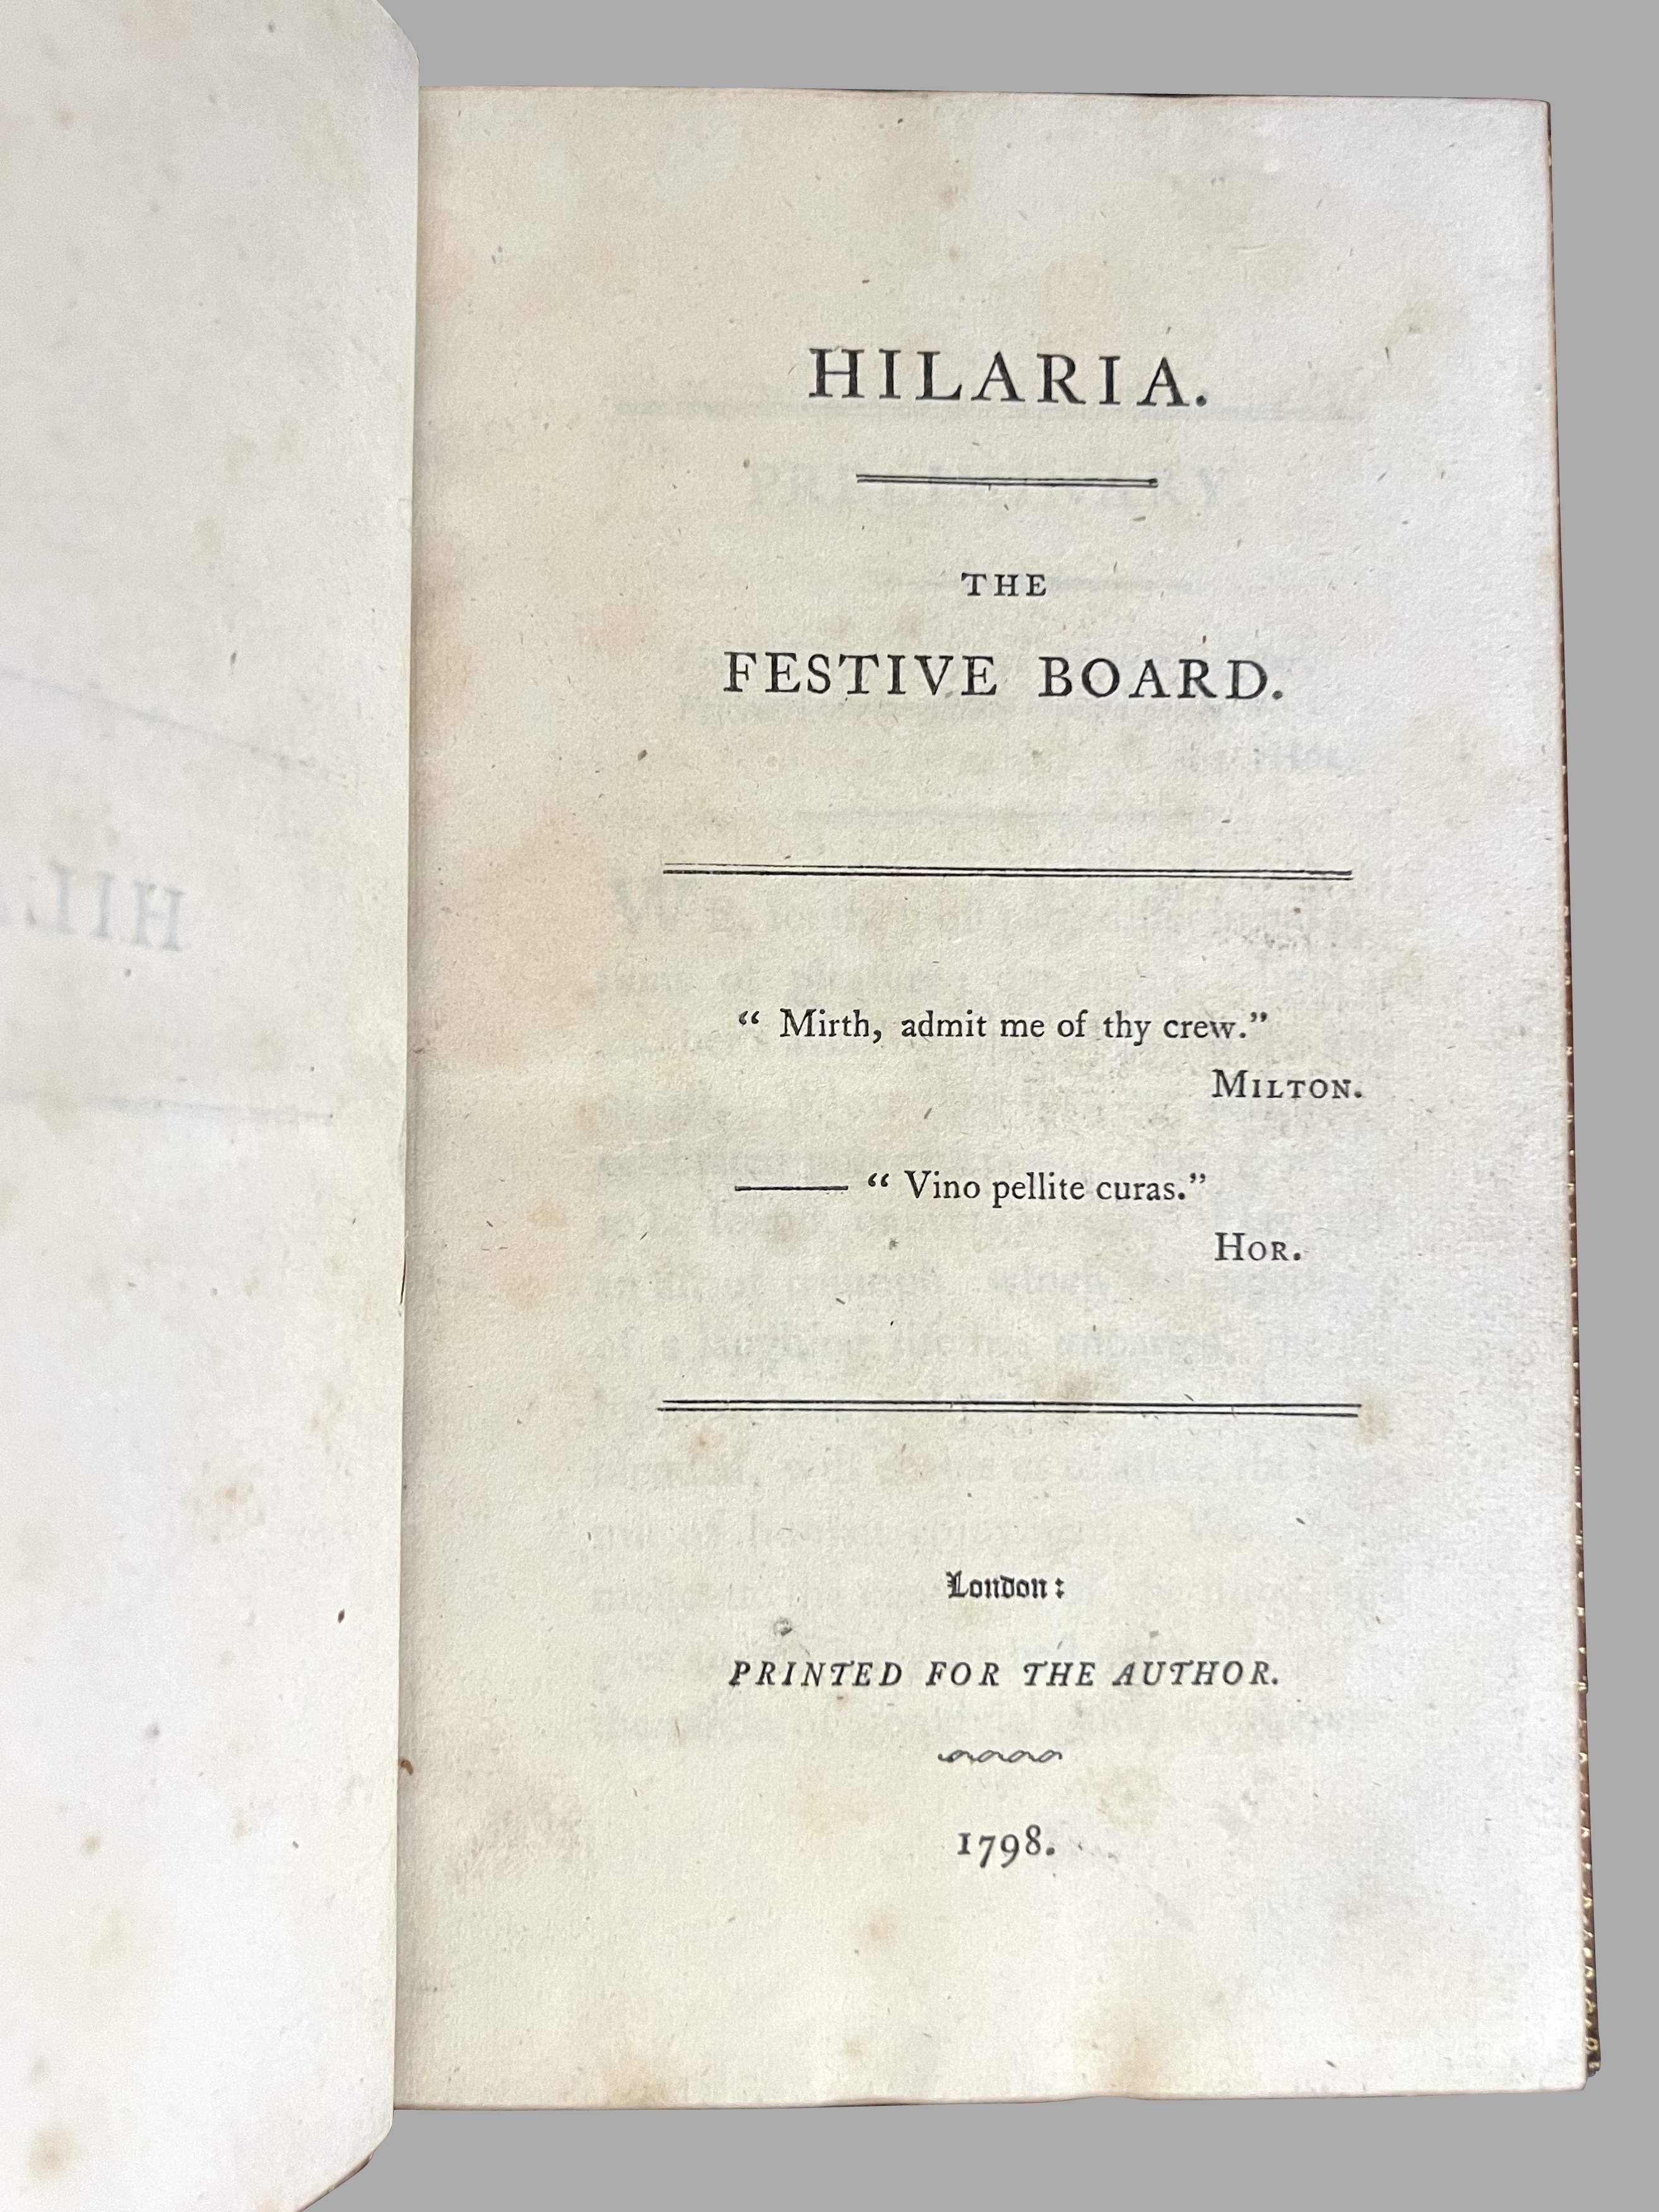 HILARIA.
THE
FESTIVE BOARD.
“ Mirth, admit me of thy crew.”
MILTON.
—— “ Vino pellite curas.”
HOR.
London:
PRINTED FOR THE AUTHOR.
1798.